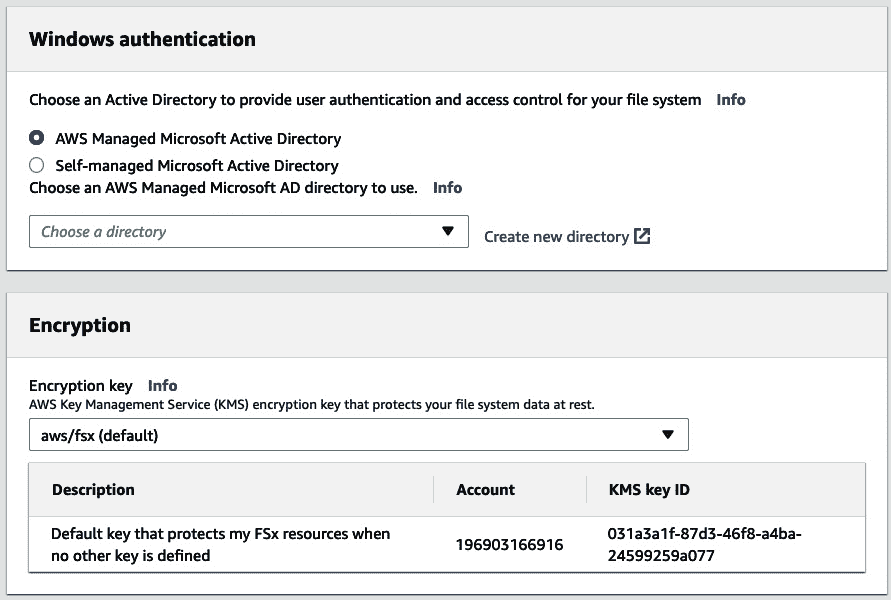 Windows authentication
Choose an Active Directory to provide user authentication and access control for your file system Info
AWS Managed Microsoft Active Directory
Self-managed Microsoft Active Directory
Choose an AWS Managed Microsoft AD directory to use. Info
Choose a directory
Create new directory
Encryption
Encryption key Info
AWS Key Management Service (KMS) encryption key that protects your file system data at rest.
aws/fsx (default)
Description Account KMS key ID
Default key that protects my FSx resources when
no other key is defined
196903166916
031a3a1f-87d3-46f8-a4ba-
24599259a077